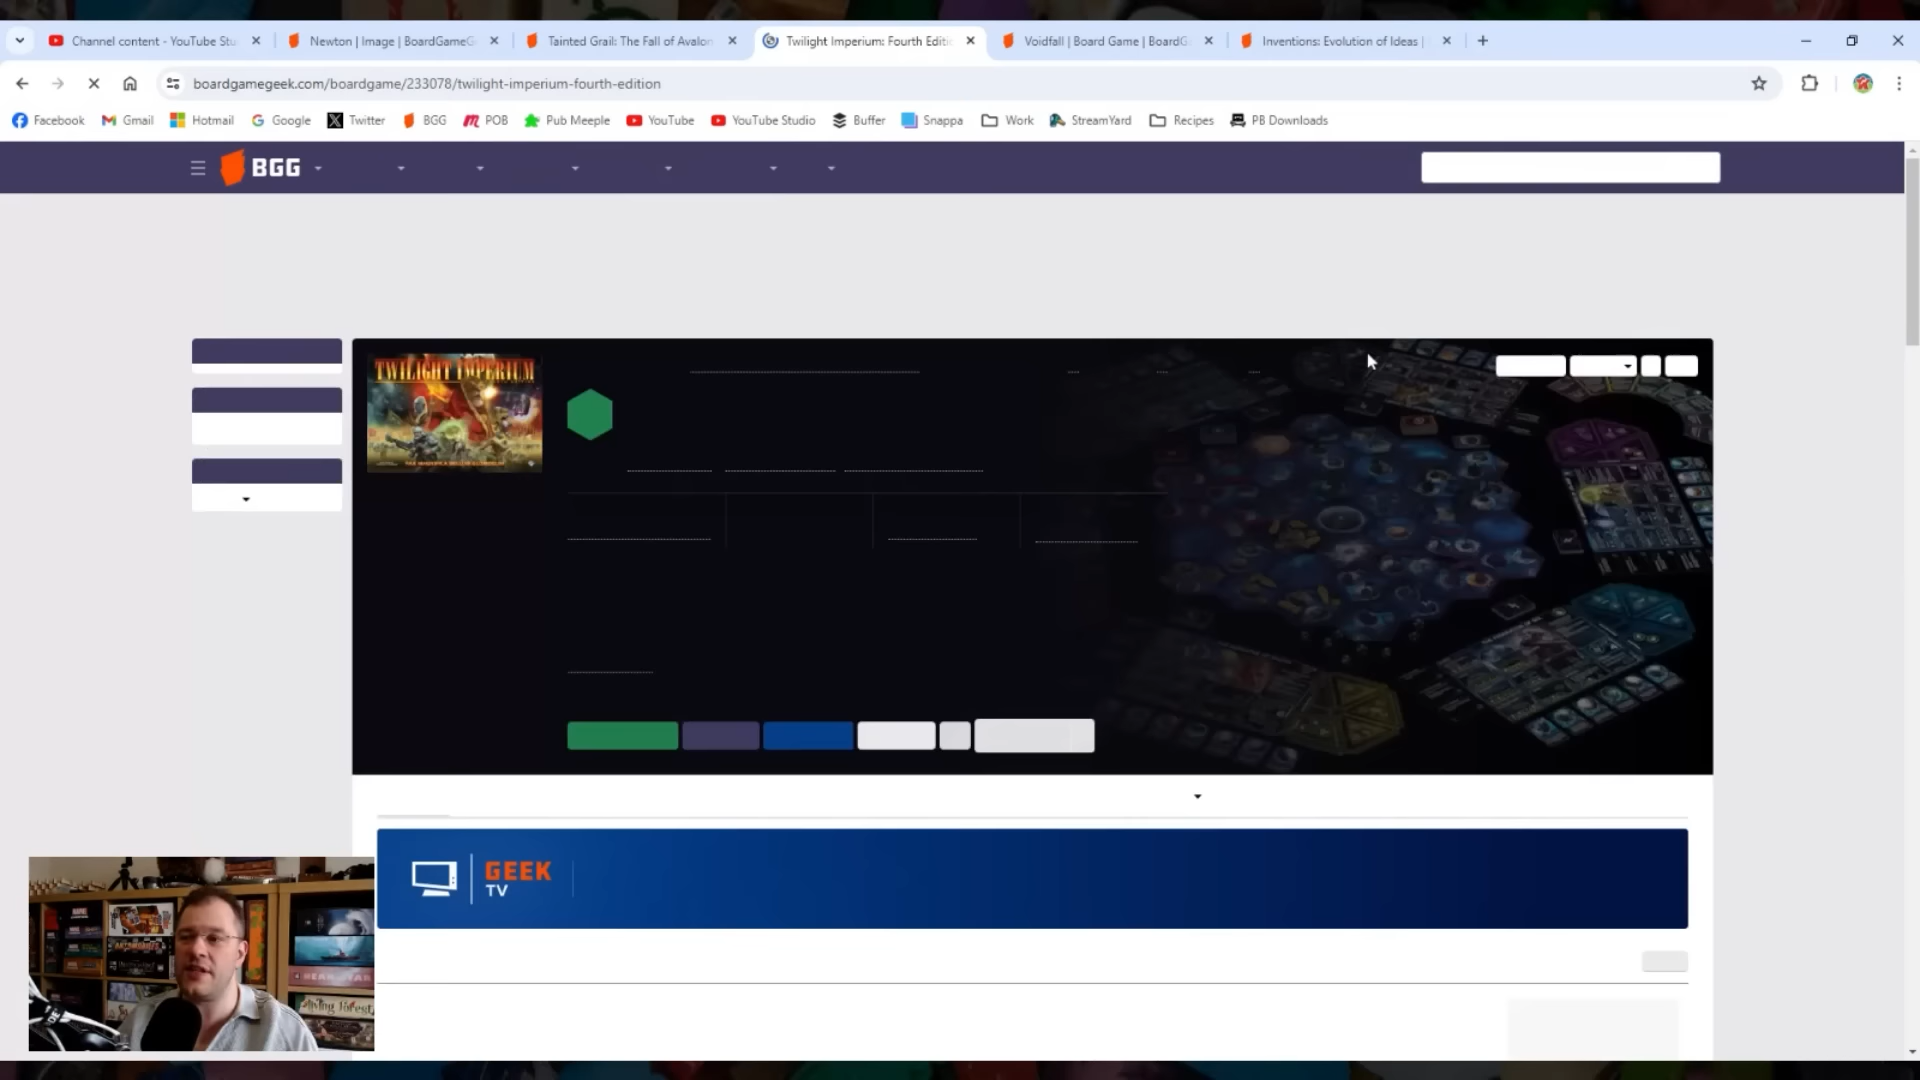 Channel content - YouTube Stu
Newton | Image | BoardGameG
Tainted Grail: The Fall of Avalon
Twilight Imperium: Fourth Editi
Voidfall | Board Game | BoardG
Inventions: Evolution of Ideas |
boardgamegeek.com/boardgame/233078/twilight-imperium-fourth-edition
Facebook
Gmail
Hotmail
Google
Twitter
BGG
POB
Pub Meeple
YouTube
YouTube Studio
Buffer
Snappa
Work
StreamYard
Recipes
PB Downloads
BGG
TWILIGHT IMPERIUM
GEEK
TV
Living Forest